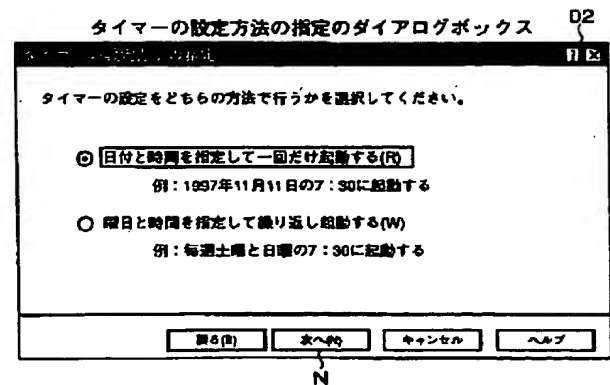 タイマーの設定方法の指定のダイアログボックス
D2
タイマーの設定をどちらの方法で行うかを選択してください。
日付と時間を指定して一回だけ起動する(R)
例：1997年11月11日の7：30に起動する
曜日と時間を指定して繰り返し起動する(W)
例：毎週土曜と日曜の7：30に起動する
戻る(B)
次へ(N)
キャンセル
ヘルプ
N